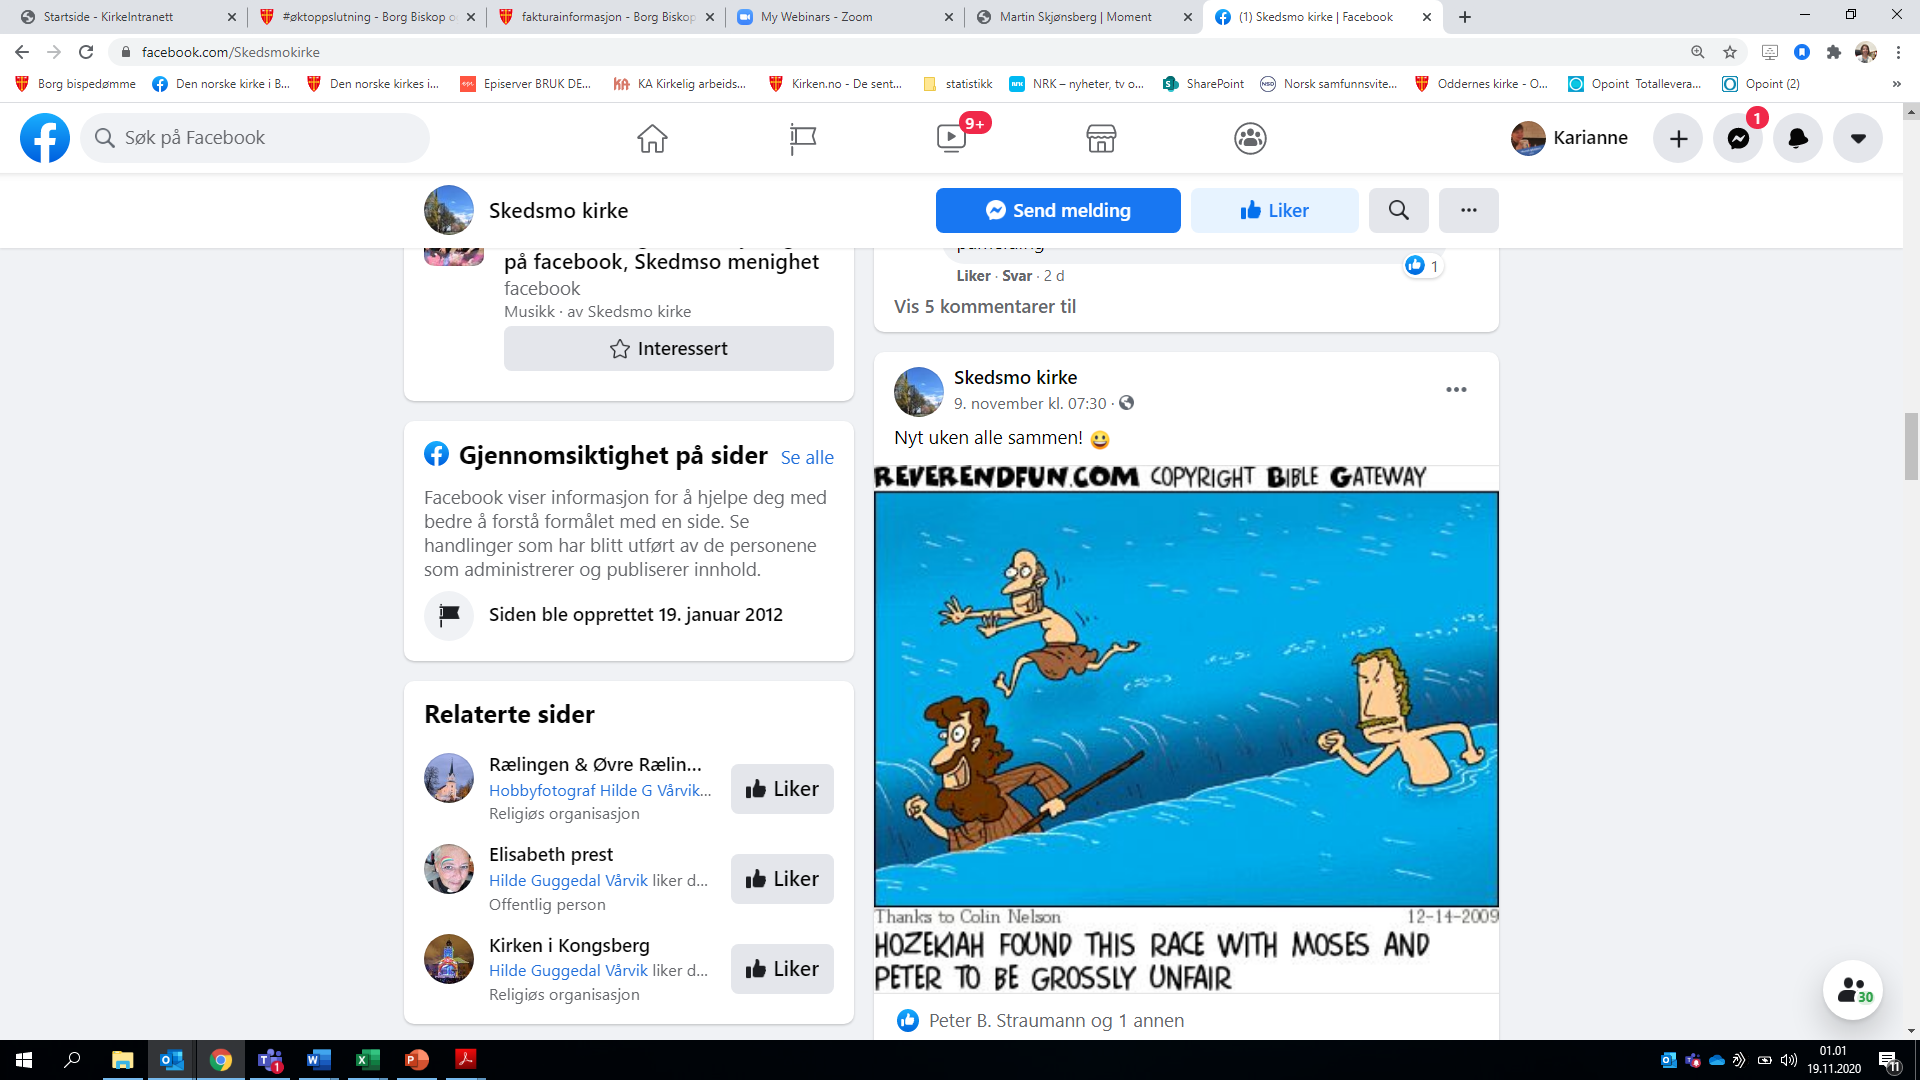 Startside - KirkeIntranett
#øktoppslutning - Borg Biskop o
fakturainformasjon - Borg Biskop
My Webinars - Zoom
Martin Skjønsberg | Moment
(1) Skedsmo kirke | Facebook
facebook.com/Skedsmokirke
Borg bispedømme
Den norske kirke i B...
Den norske kirkes i...
Episerver BRUK DE...
KA Kirkelig arbeids...
Kirken.no - De sent...
statistikk
NRK – nyheter, tv o...
SharePoint
Norsk samfunnsvite...
Oddernes kirke - O...
Opoint Totallevera...
Opoint (2)
»
Søk på Facebook
9+
Karianne
1
Skedsmo kirke
Send melding
Liker
på facebook, Skedmso menighet
facebook
Musikk · av Skedsmo kirke
Interessert
Gjennomsiktighet på sider
Se alle
Facebook viser informasjon for å hjelpe deg med
bedre å forstå formålet med en side. Se
handlinger som har blitt utført av de personene
som administrerer og publiserer innhold.
Siden ble opprettet 19. januar 2012
Relaterte sider
Rælingen & Øvre Rælin...
Hobbyfotograf Hilde G Vårvik...
Religiøs organisasjon
Liker
Elisabeth prest
Hilde Guggedal Vårvik liker d...
Offentlig person
Liker
Kirken i Kongsberg
Hilde Guggedal Vårvik liker d...
Religiøs organisasjon
Liker
Liker · Svar · 2 d
1
Vis 5 kommentarer til
Skedsmo kirke
9. november kl. 07:30 ·
Nyt uken alle sammen! 😃
REVERENDFUN.COM COPYRIGHT BIBLE GATEWAY
Thanks to Colin Nelson
12-14-2009
HOZEKIAH FOUND THIS RACE WITH MOSES AND
PETER TO BE GROSSLY UNFAIR
Peter B. Straumann og 1 annen
30
1
01.01
19.11.2020
11